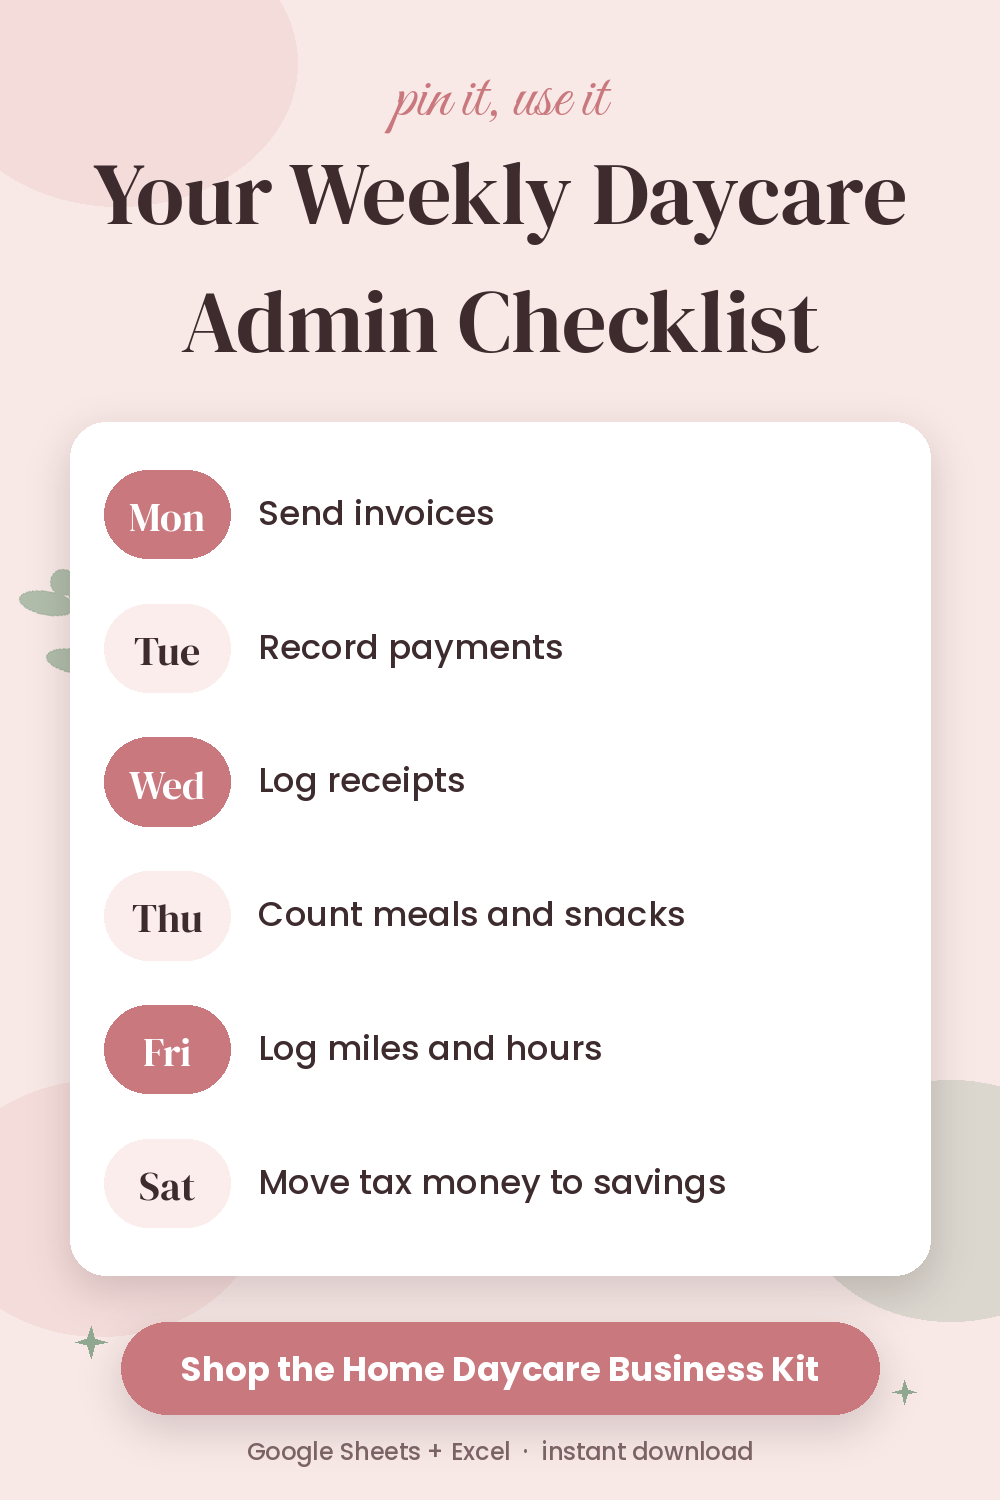 pin it, use it
Your Weekly Daycare
Admin Checklist
Mon Send invoices
Tue Record payments
Wed Log receipts
Thu Count meals and snacks
Fri Log miles and hours
Sat Move tax money to savings
Shop the Home Daycare Business Kit
Google Sheets + Excel · instant download